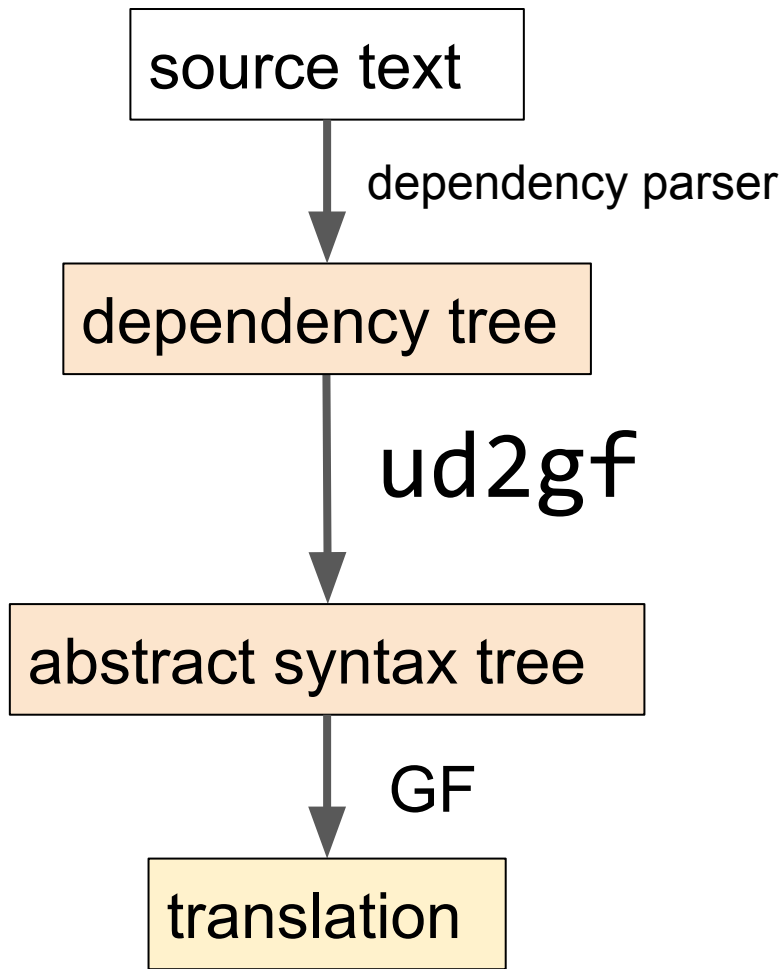 source text
dependency parser
dependency tree
ud2gf
abstract syntax tree
GF
translation